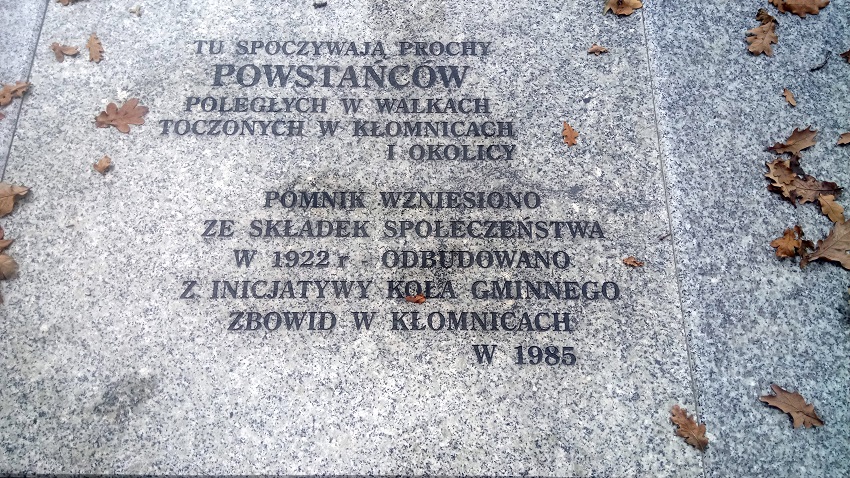 TU SPOCZYWAJĄ PROCHY
POWSTAŃCÓW
POLEGŁYCH W WALKACH
TOCZONYCH W KŁOMNICACH
I OKOLICY
POMNIK WZNIESIONO
ZE SKŁADEK SPOŁECZEŃSTWA
W 1922 r - ODBUDOWANO
Z INICJATYWY KOŁA GMINNEGO
ZBOWID W KŁOMNICACH
W 1985